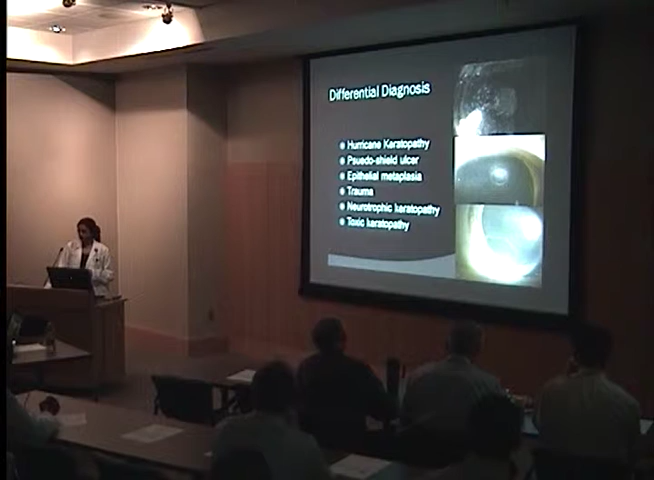 Differential Diagnosis
Hurricane Keratopathy
Psuedo-shield ulcer
Epithelial metaplasia
Trauma
Neurotrophic keratopathy
Toxic keratopathy